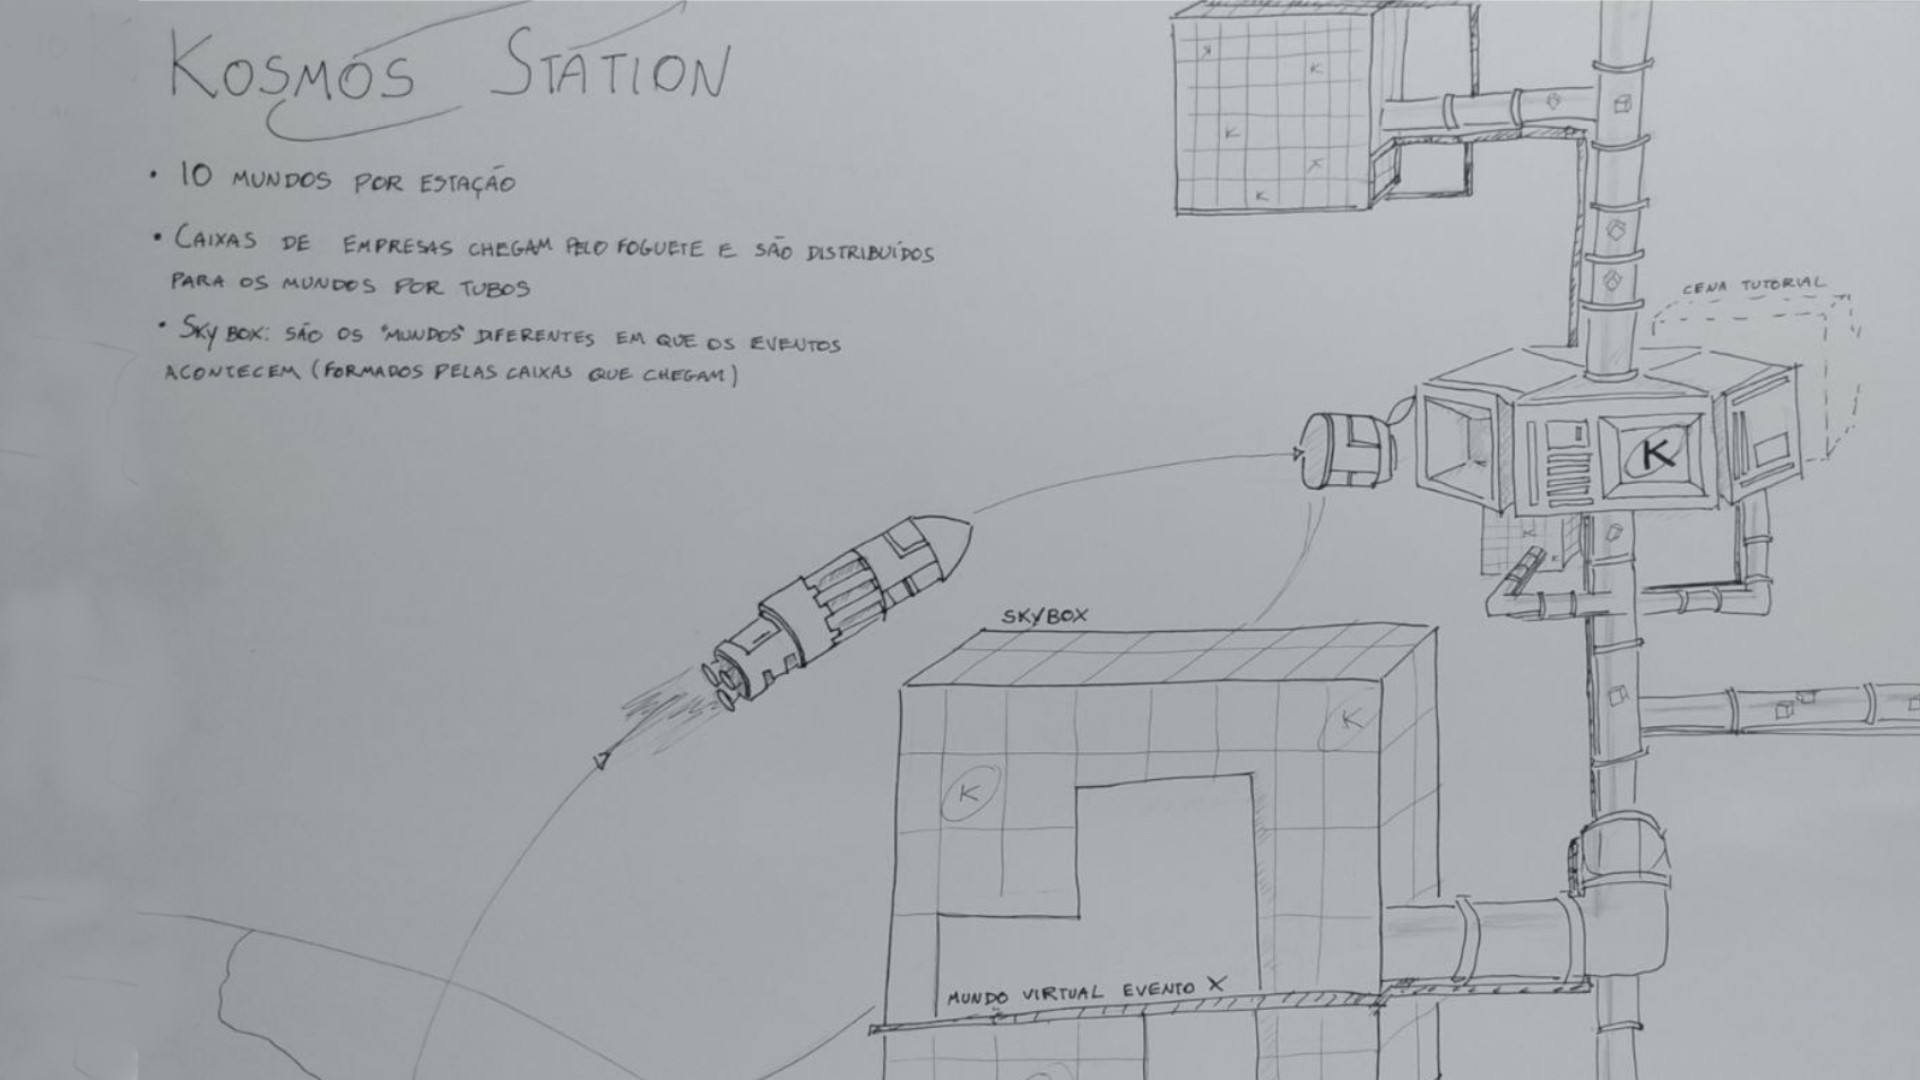 KOSMOS STATION
• 10 MUNDOS POR ESTAÇÃO
• CAIXAS DE EMPRESAS CHEGAM PELO FOGUETE E SÃO DISTRIBUÍDOS
PARA OS MUNDOS POR TUBOS
• SKY BOX: SÃO OS "MUNDOS" DIFERENTES EM QUE OS EVENTOS
ACONTECEM (FORMADOS PELAS CAIXAS QUE CHEGAM)
K
K
K
K
CENA TUTORIAL
K
K
SKYBOX
K
K
MUNDO VIRTUAL EVENTO X